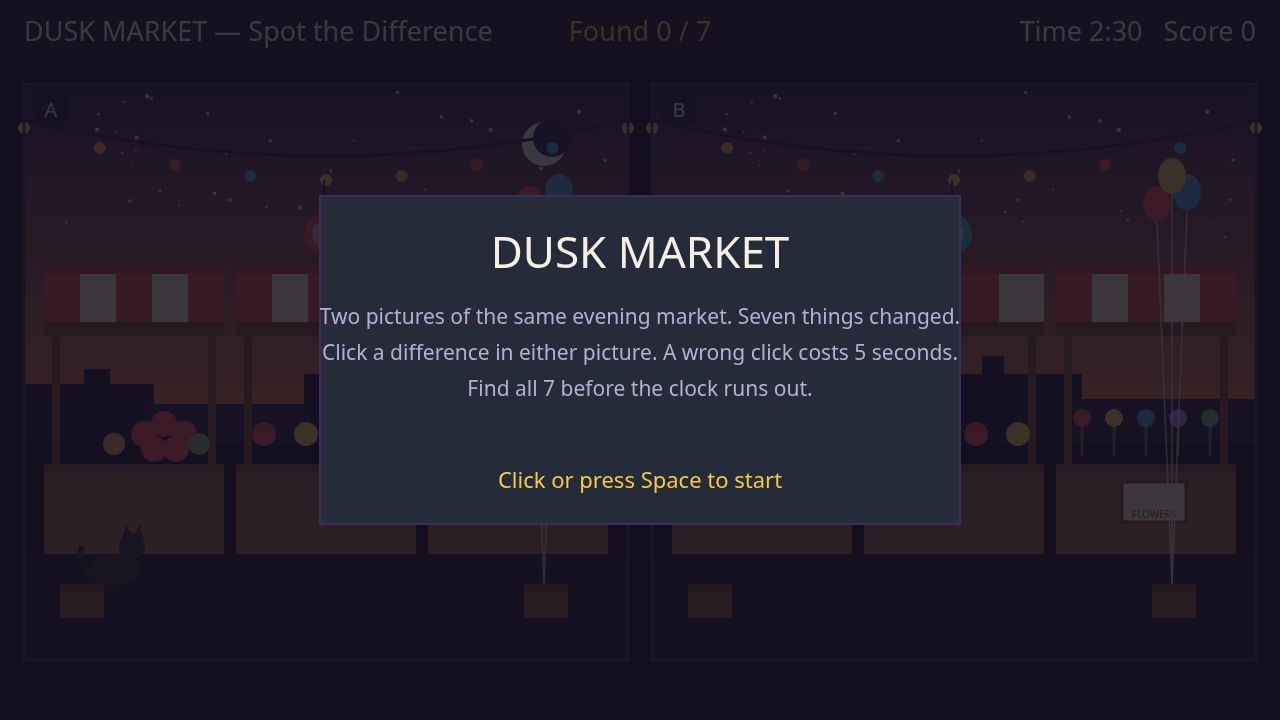 DUSK MARKET — Spot the Difference
Found 0 / 7
Time 2:30 Score 0
A
B
DUSK MARKET
Two pictures of the same evening market. Seven things changed.
Click a difference in either picture. A wrong click costs 5 seconds.
Find all 7 before the clock runs out.
Click or press Space to start
FLOWERS